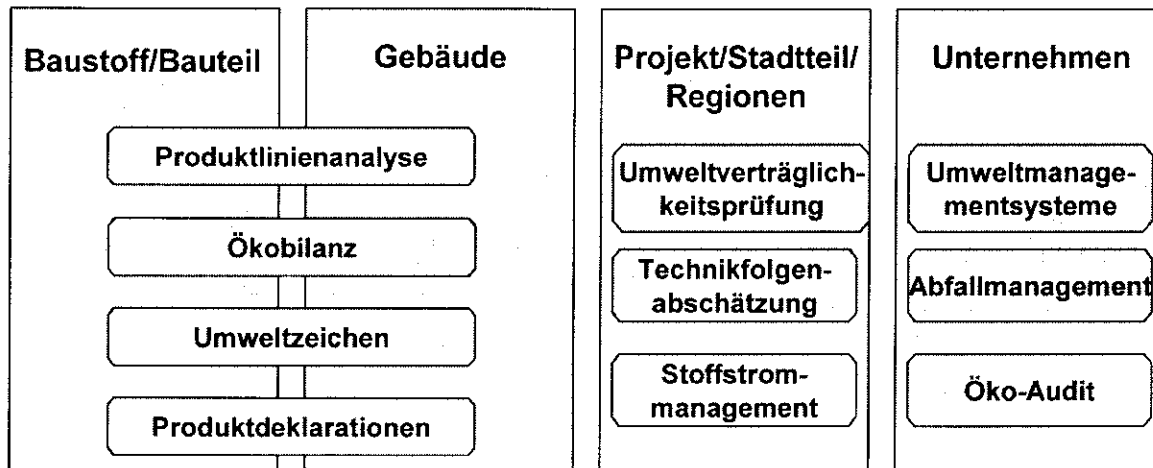 Baustoff/Bauteil
Gebäude
Produktlinienanalyse
Ökobilanz
Umweltzeichen
Produktdeklarationen
Projekt/Stadtteil/
Regionen
Umweltverträglich-
keitsprüfung
Technikfolgen-
abschätzung
Stoffstrom-
management
Unternehmen
Umweltmanage-
mentsysteme
Abfallmanagement
Öko-Audit